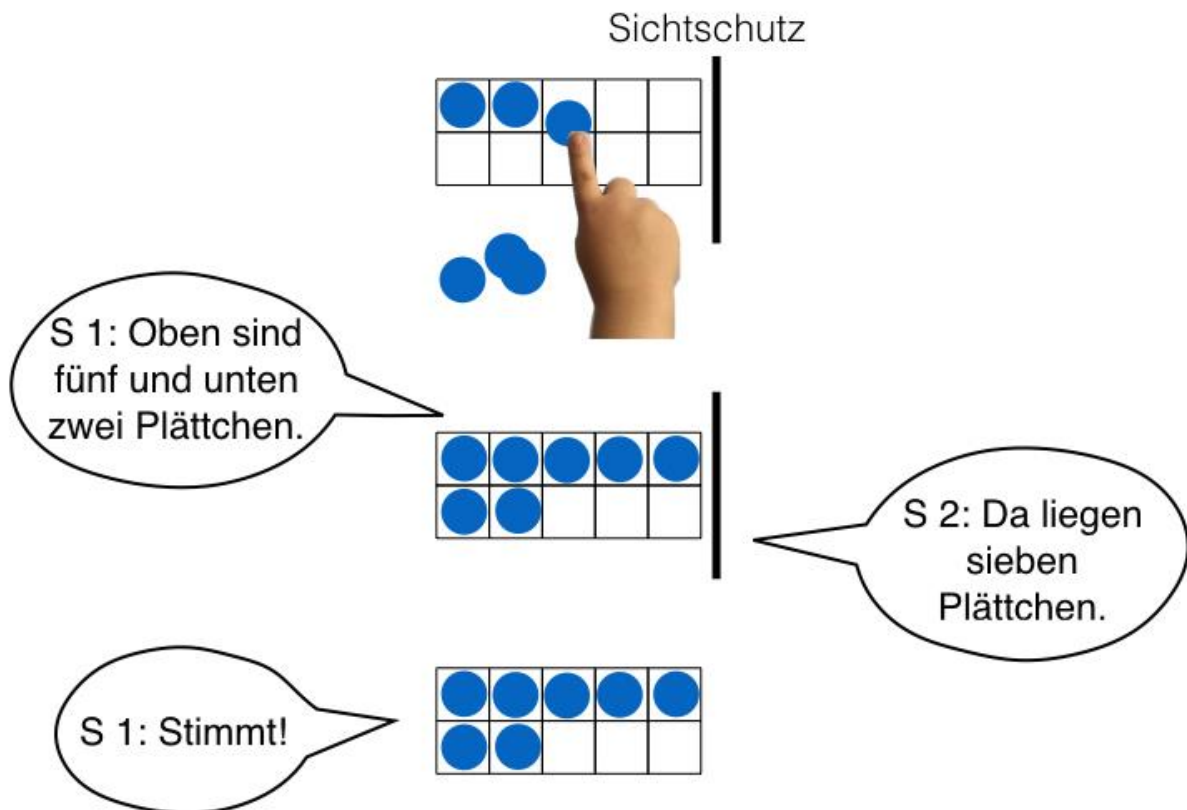 Sichtschutz
S 1: Oben sind
fünf und unten
zwei Plättchen.
S 2: Da liegen
sieben
Plättchen.
S 1: Stimmt!